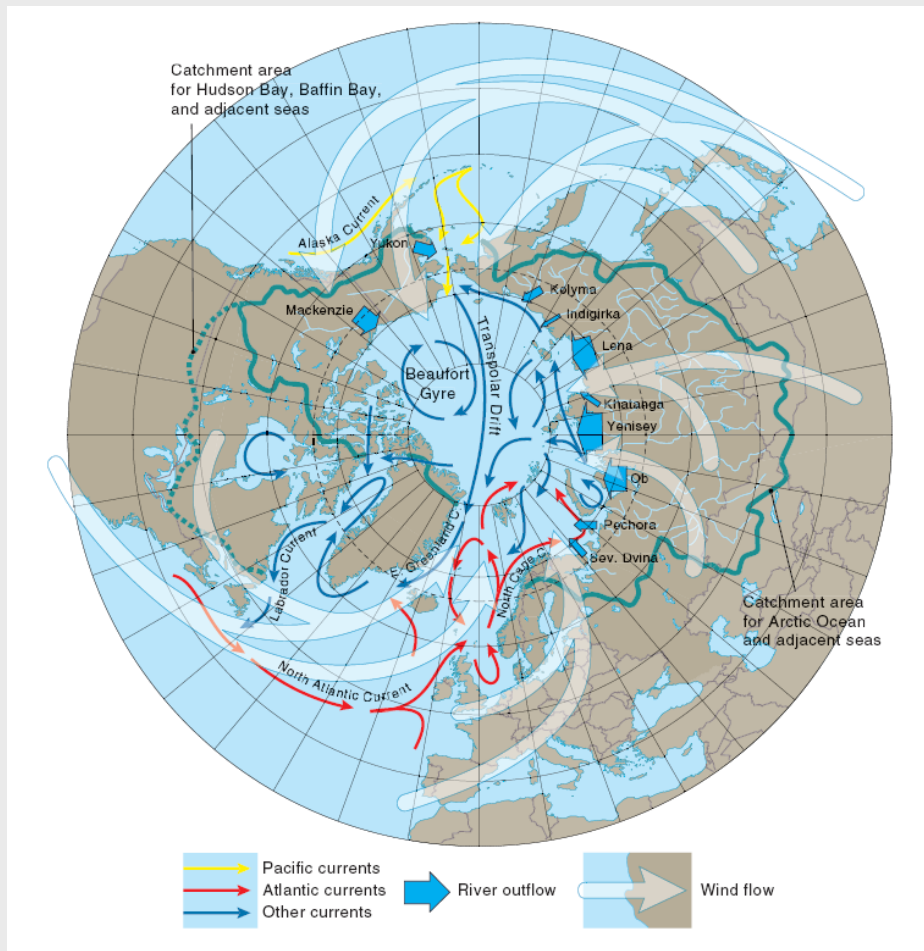 Catchment area
for Hudson Bay, Baffin Bay,
and adjacent seas
Alaska Current
Yukon
Mackenzie
Kolyma
Indigirka
Lena
Transpolar Drift
Beaufort
Gyre
Khatanga
Yenisey
Ob
Pechora
Sev. Dvina
E. Greenland C.
North Cape C.
Labrador Current
North Atlantic Current
Catchment area
for Arctic Ocean
and adjacent seas
Pacific currents
Atlantic currents
Other currents
River outflow
Wind flow